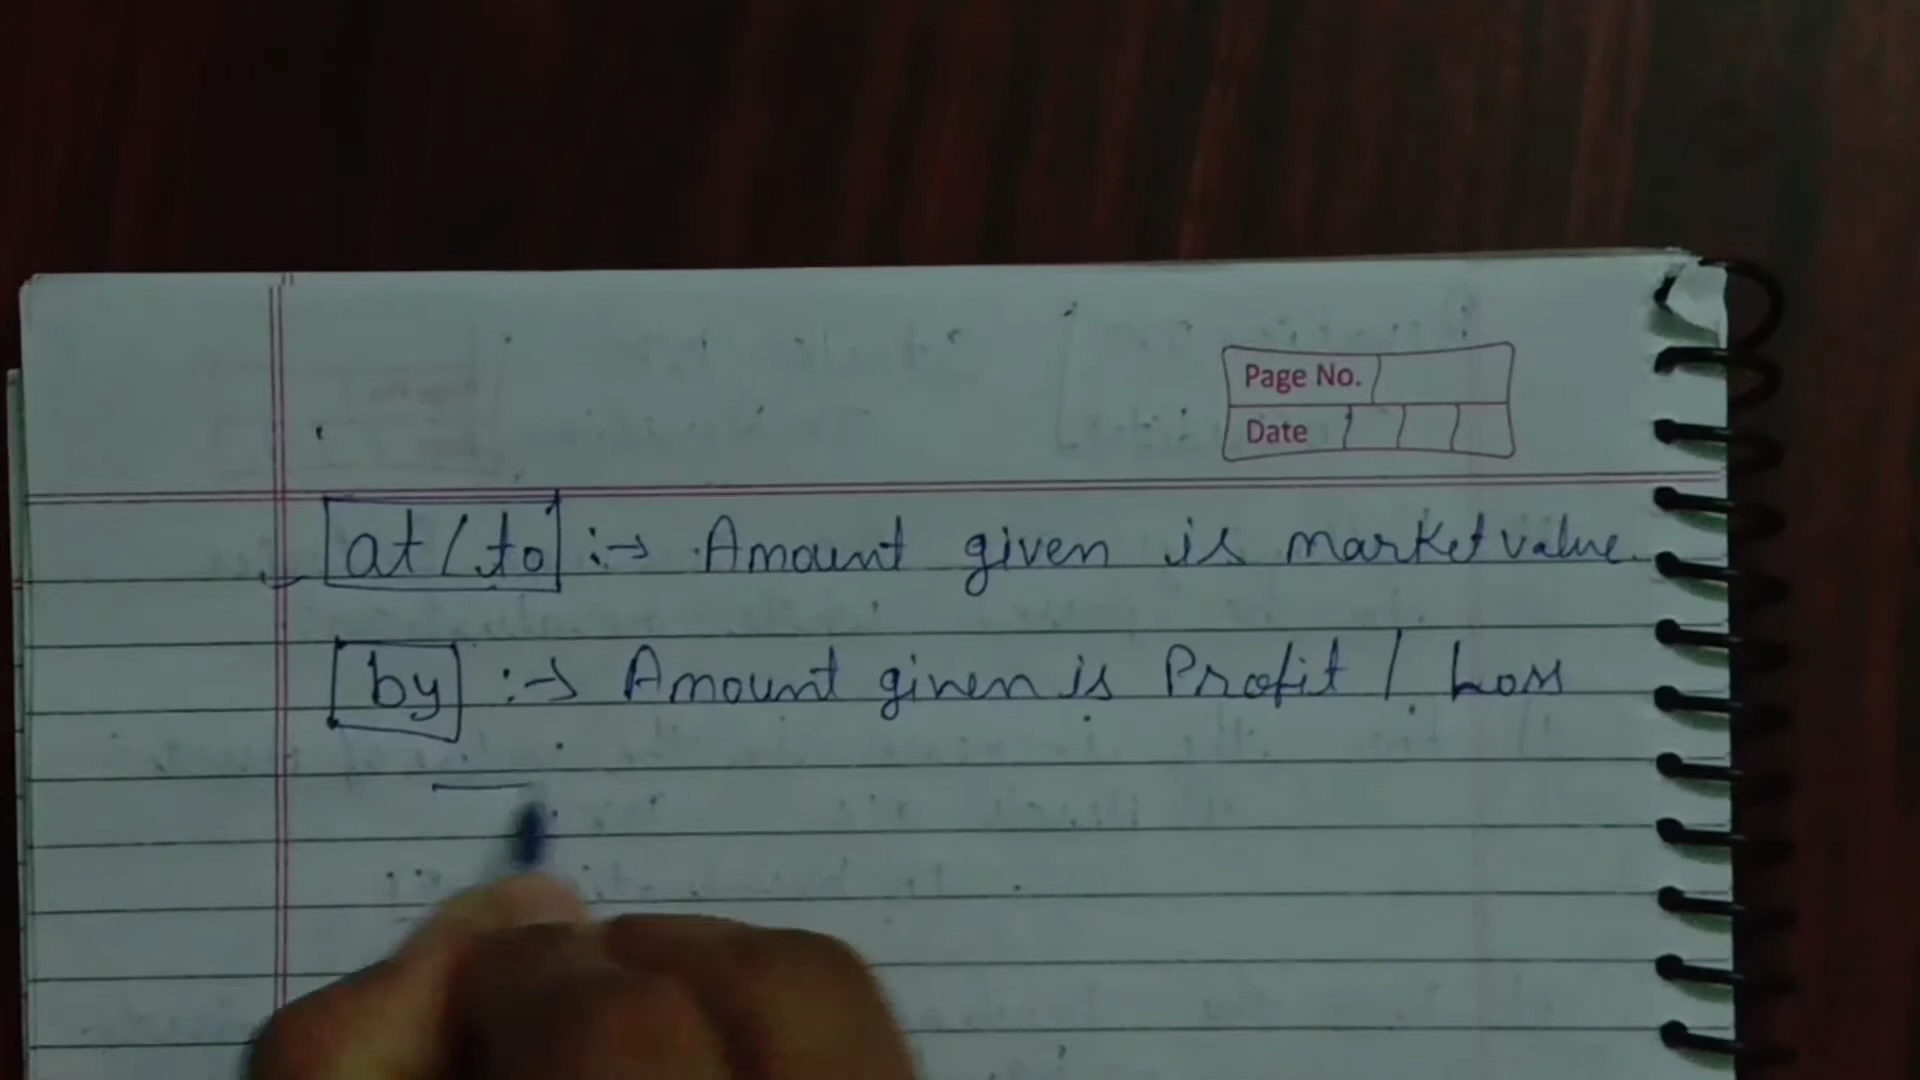 Page No.
Date
at / to :→ Amount given is market value.
by :→ Amount given is Profit / Loss